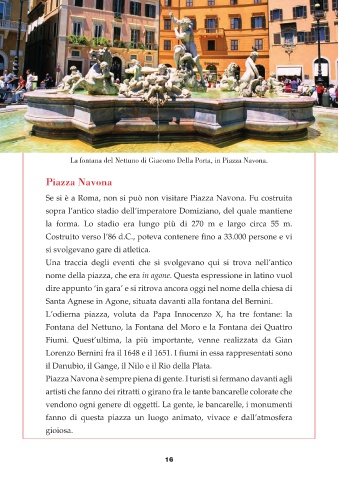 La fontana del Nettuno di Giacomo Della Porta, in Piazza Navona.
Piazza Navona
Se si è a Roma, non si può non visitare Piazza Navona. Fu costruita
sopra l'antico stadio dell'imperatore Domiziano, del quale mantiene
la forma. Lo stadio era lungo più di 270 m e largo circa 55 m.
Costruito verso l'86 d.C., poteva contenere fino a 33.000 persone e vi
si svolgevano gare di atletica.
Una traccia degli eventi che si svolgevano qui si trova nell'antico
nome della piazza, che era in agone. Questa espressione in latino vuol
dire appunto 'in gara' e si ritrova ancora oggi nel nome della chiesa di
Santa Agnese in Agone, situata davanti alla fontana del Bernini.
L'odierna piazza, voluta da Papa Innocenzo X, ha tre fontane: la
Fontana del Nettuno, la Fontana del Moro e la Fontana dei Quattro
Fiumi. Quest'ultima, la più importante, venne realizzata da Gian
Lorenzo Bernini fra il 1648 e il 1651. I fiumi in essa rappresentati sono
il Danubio, il Gange, il Nilo e il Rio della Plata.
Piazza Navona è sempre piena di gente. I turisti si fermano davanti agli
artisti che fanno dei ritratti o girano fra le tante bancarelle colorate che
vendono ogni genere di oggetti. La gente, le bancarelle, i monumenti
fanno di questa piazza un luogo animato, vivace e dall'atmosfera
gioiosa.
16